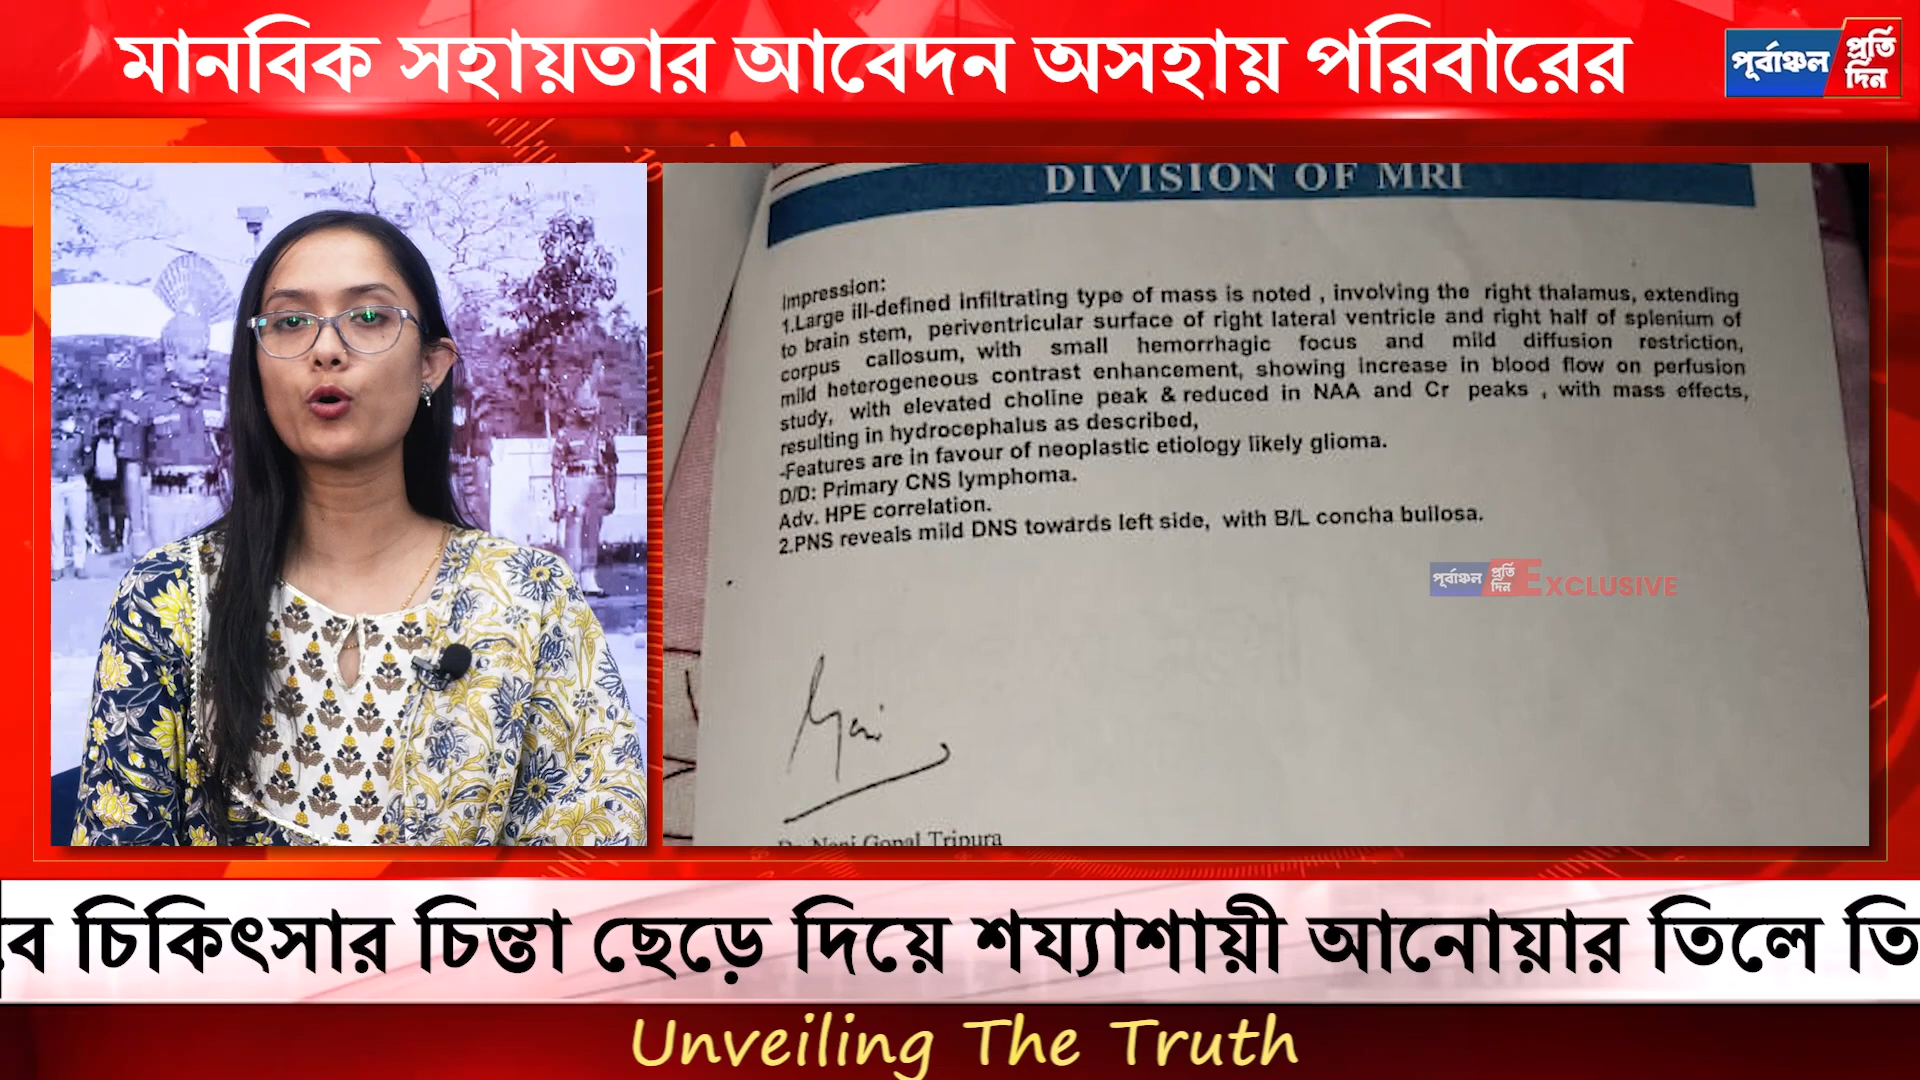 মানবিক সহায়তার আবেদন অসহায় পরিবারের
পূর্বাঞ্চল প্রতি দিন
DIVISION OF MRI
Impression:
1.Large ill-defined infiltrating type of mass is noted , involving the right thalamus, extending
to brain stem, periventricular surface of right lateral ventricle and right half of splenium of
corpus callosum, with small hemorrhagic focus and mild diffusion restriction,
mild heterogeneous contrast enhancement, showing increase in blood flow on perfusion
study, with elevated choline peak & reduced in NAA and Cr peaks , with mass effects,
resulting in hydrocephalus as described,
-Features are in favour of neoplastic etiology likely glioma.
D/D: Primary CNS lymphoma.
Adv. HPE correlation.
2.PNS reveals mild DNS towards left side, with B/L concha bullosa.
পূর্বাঞ্চল প্রতি দিন EXCLUSIVE
Nani Gopal Tripura
চিকিৎসার চিন্তা ছেড়ে দিয়ে শয্যাশায়ী আনোয়ার তিলে তি
Unveiling The Truth